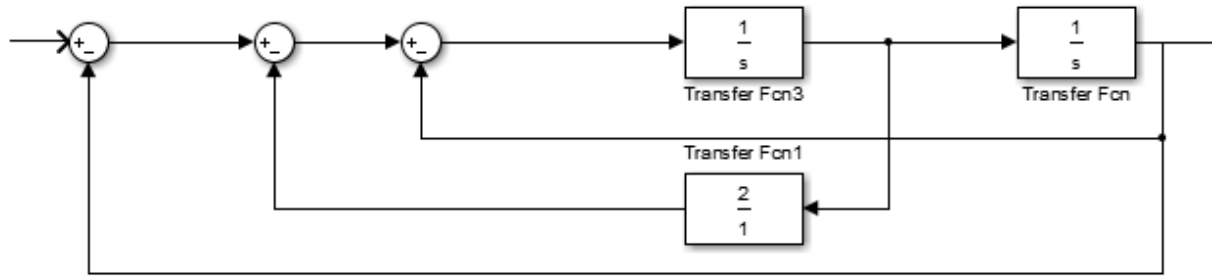 +
−
+
−
+
−
1
s
Transfer Fcn3
1
s
Transfer Fcn
Transfer Fcn1
2
1